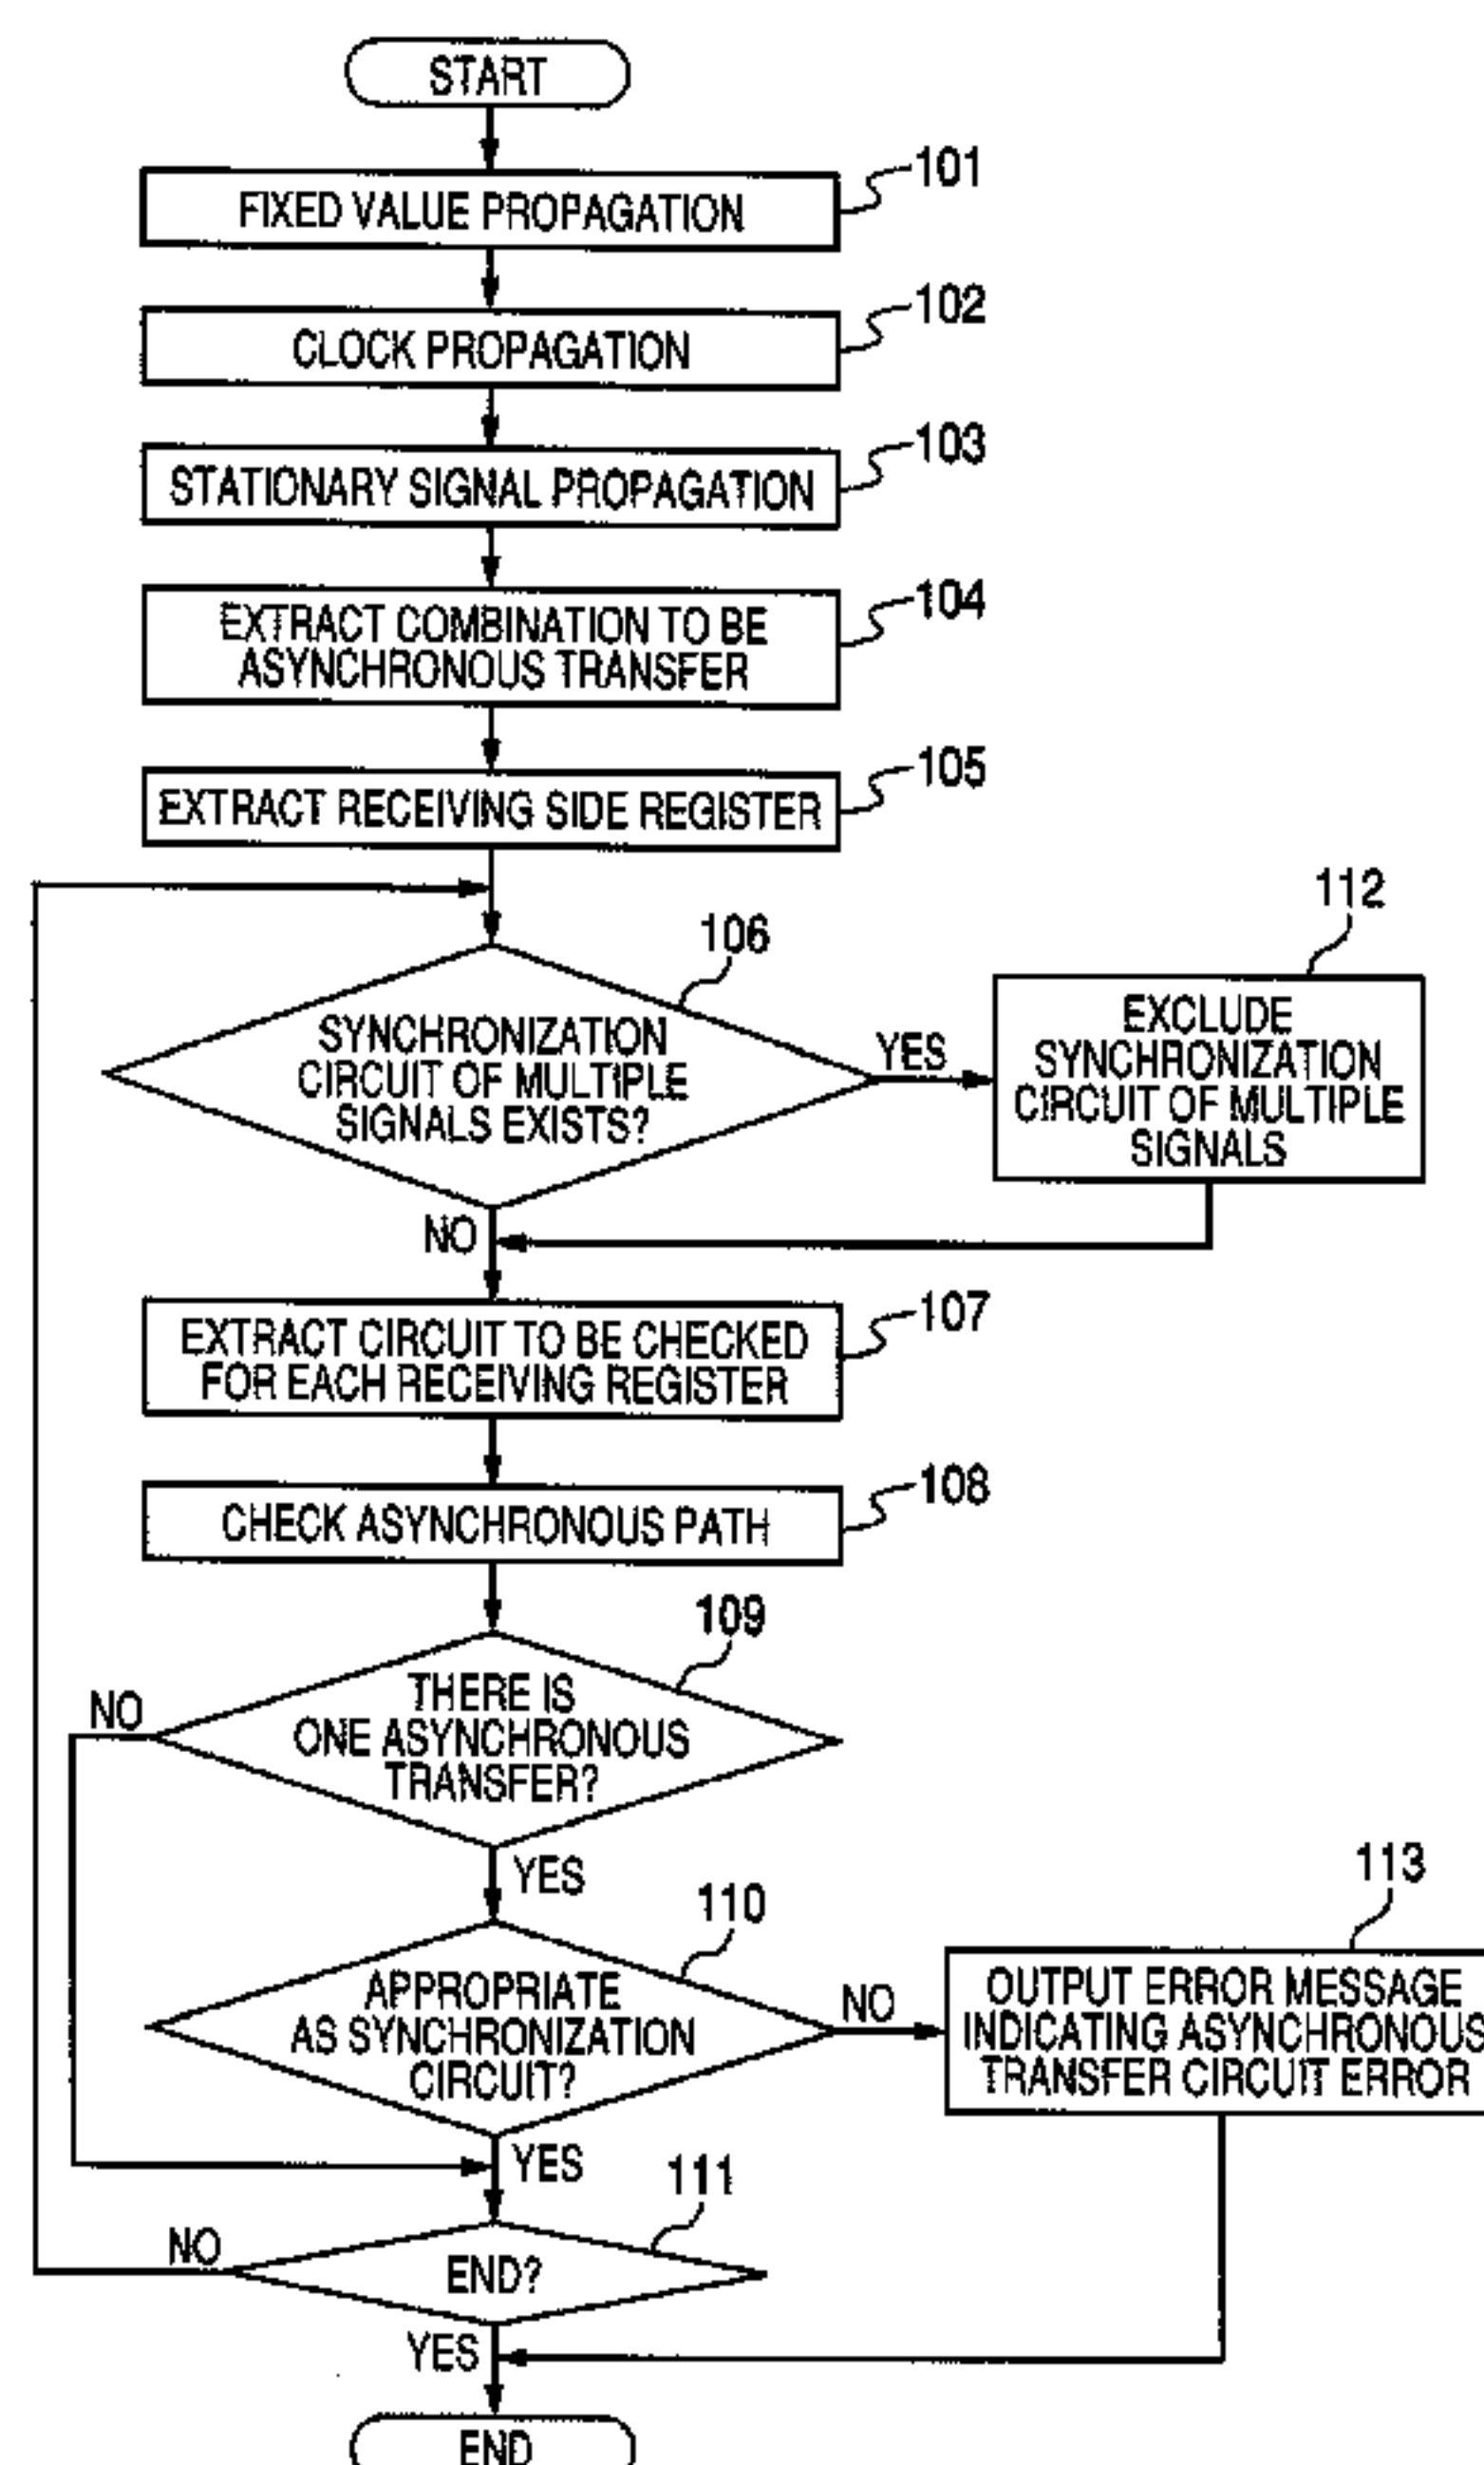 START
FIXED VALUE PROPAGATION
101
CLOCK PROPAGATION
102
STATIONARY SIGNAL PROPAGATION
103
EXTRACT COMBINATION TO BE
ASYNCHRONOUS TRANSFER
104
EXTRACT RECEIVING SIDE REGISTER
105
106
SYNCHRONIZATION
CIRCUIT OF MULTIPLE
SIGNALS EXISTS?
YES
112
EXCLUDE
SYNCHRONIZATION
CIRCUIT OF MULTIPLE
SIGNALS
NO
EXTRACT CIRCUIT TO BE CHECKED
FOR EACH RECEIVING REGISTER
107
CHECK ASYNCHRONOUS PATH
108
109
THERE IS
ONE ASYNCHRONOUS
TRANSFER?
NO
YES
110
APPROPRIATE
AS SYNCHRONIZATION
CIRCUIT?
NO
113
OUTPUT ERROR MESSAGE
INDICATING ASYNCHRONOUS
TRANSFER CIRCUIT ERROR
YES
111
END?
NO
YES
END